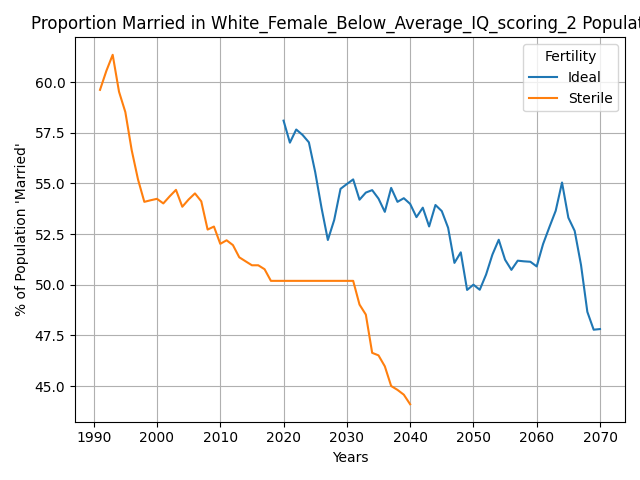 Proportion Married in White_Female_Below_Average_IQ_scoring_2 Populat
Fertility
Ideal
Sterile
% of Population 'Married'
60.0
57.5
55.0
52.5
50.0
47.5
45.0
1990 2000 2010 2020 2030 2040 2050 2060 2070
Years